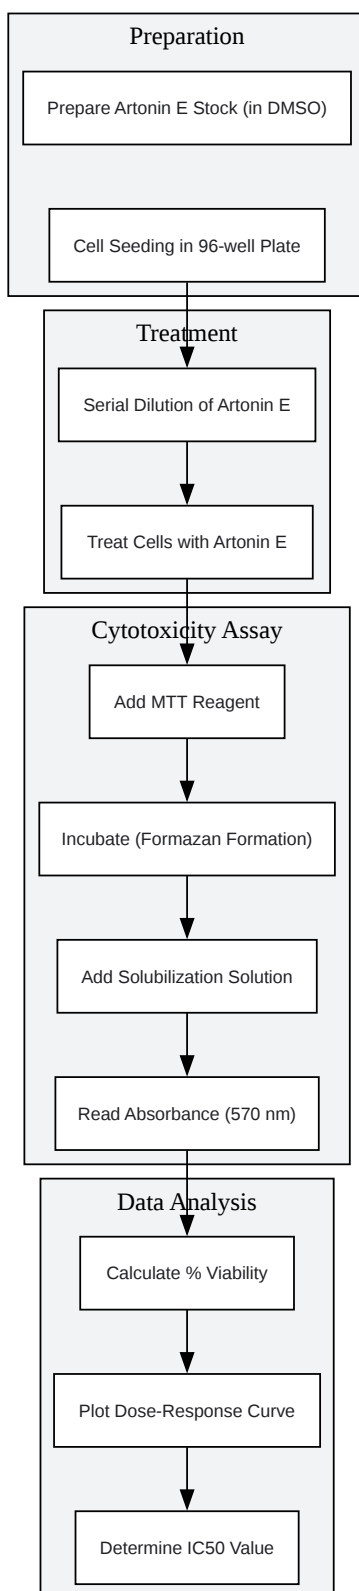 Preparation
Prepare Artonin E Stock (in DMSO)
Cell Seeding in 96-well Plate
Treatment
Serial Dilution of Artonin E
Treat Cells with Artonin E
Cytotoxicity Assay
Add MTT Reagent
Incubate (Formazan Formation)
Add Solubilization Solution
Read Absorbance (570 nm)
Data Analysis
Calculate % Viability
Plot Dose-Response Curve
Determine IC50 Value